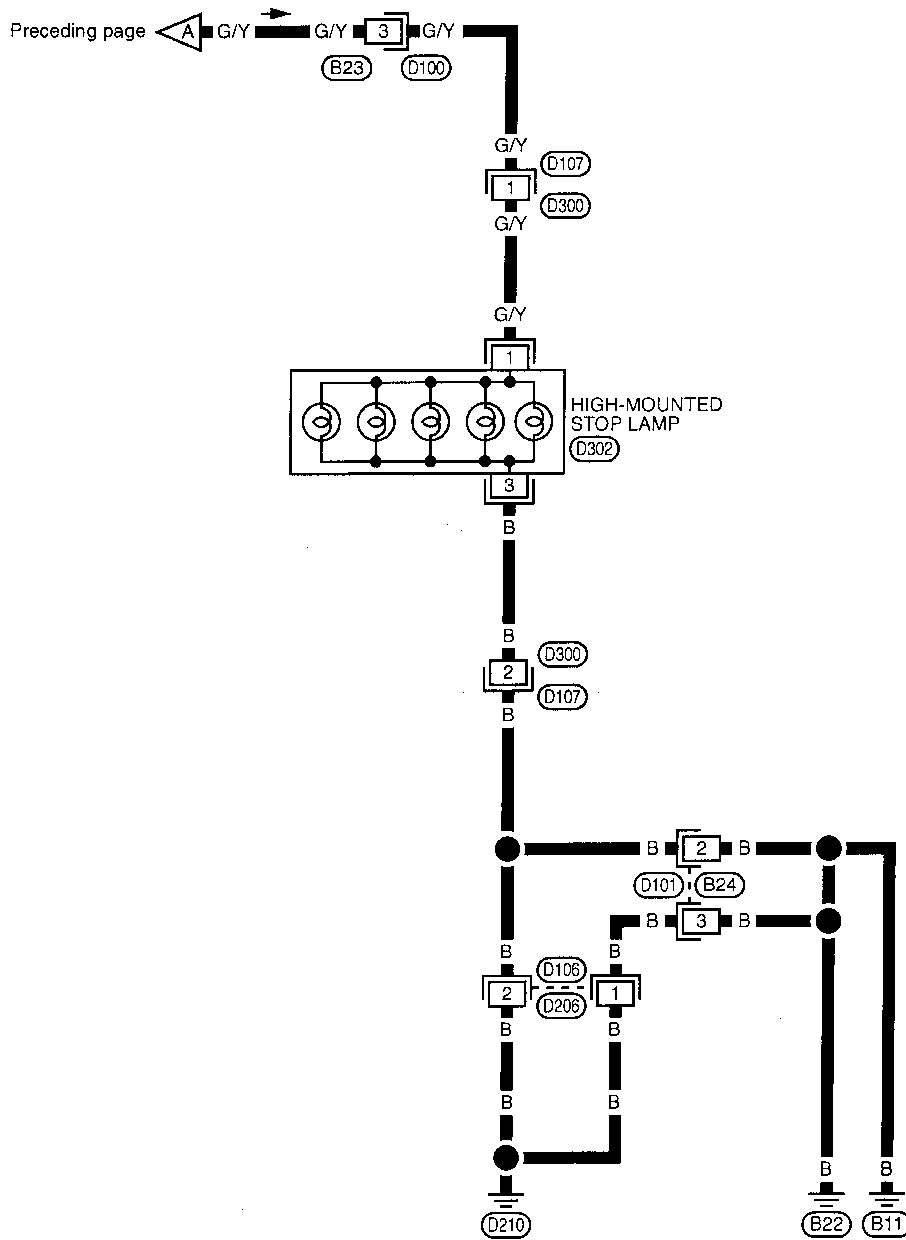 Preceding page A G/Y G/Y 3 G/Y
B23 D100
G/Y
D107
1
D300
G/Y
G/Y
1
HIGH-MOUNTED
STOP LAMP
D302
3
B
B
D300
2
D107
B
B 2 B
D101 B24
B 3 B
B B
D106
2 1
D206
B B
B B
B B
D210 B22 B11